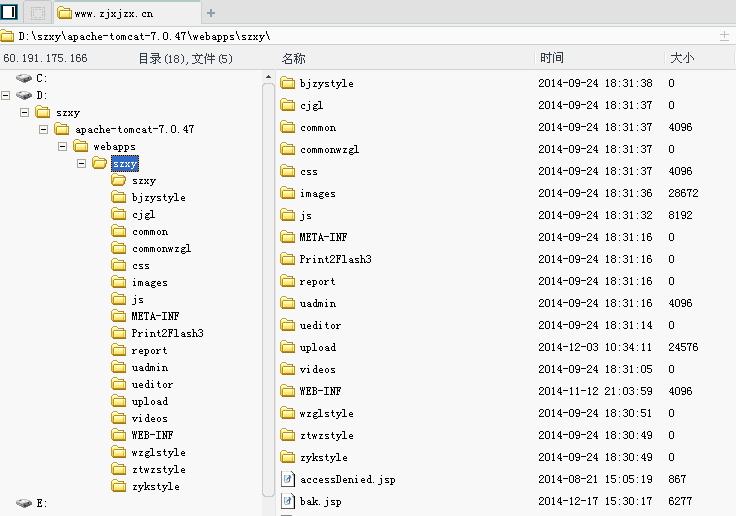 www.zjxjzx.cn
D:\szxy\apache-tomcat-7.0.47\webapps\szxy\
60.191.175.166 目录(18),文件(5)
C:
D:
szxy
apache-tomcat-7.0.47
webapps
szxy
szxy
bjzystyle
cjgl
common
commonwzgl
css
images
js
META-INF
Print2Flash3
report
uadmin
ueditor
upload
videos
WEB-INF
wzglstyle
ztwzstyle
zykstyle
E:
名称 时间 大小
bjzystyle 2014-09-24 18:31:38 0
cjgl 2014-09-24 18:31:37 0
common 2014-09-24 18:31:37 4096
commonwzgl 2014-09-24 18:31:37 0
css 2014-09-24 18:31:37 4096
images 2014-09-24 18:31:36 28672
js 2014-09-24 18:31:32 8192
META-INF 2014-09-24 18:31:16 0
Print2Flash3 2014-09-24 18:31:16 0
report 2014-09-24 18:31:16 0
uadmin 2014-09-24 18:31:16 4096
ueditor 2014-09-24 18:31:14 0
upload 2014-12-03 10:34:11 24576
videos 2014-09-24 18:31:05 0
WEB-INF 2014-11-12 21:03:59 4096
wzglstyle 2014-09-24 18:30:51 0
ztwzstyle 2014-09-24 18:30:49 0
zykstyle 2014-09-24 18:30:49 0
accessDenied.jsp 2014-08-21 15:05:19 867
bak.jsp 2014-12-17 15:30:17 6277